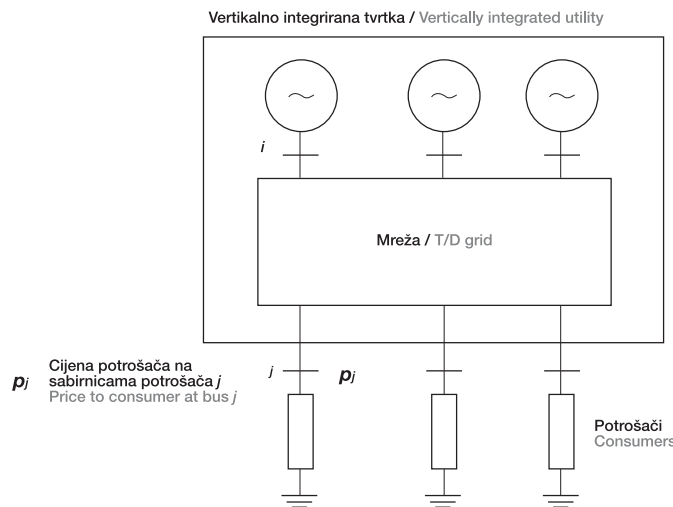 Vertikalno integrirana tvrtka / Vertically integrated utility
i
Mreža / T/D grid
Cijena potrošača na
sabirnicama potrošača j
Price to consumer at bus j
pj
j
pj
Potrošači
Consumers